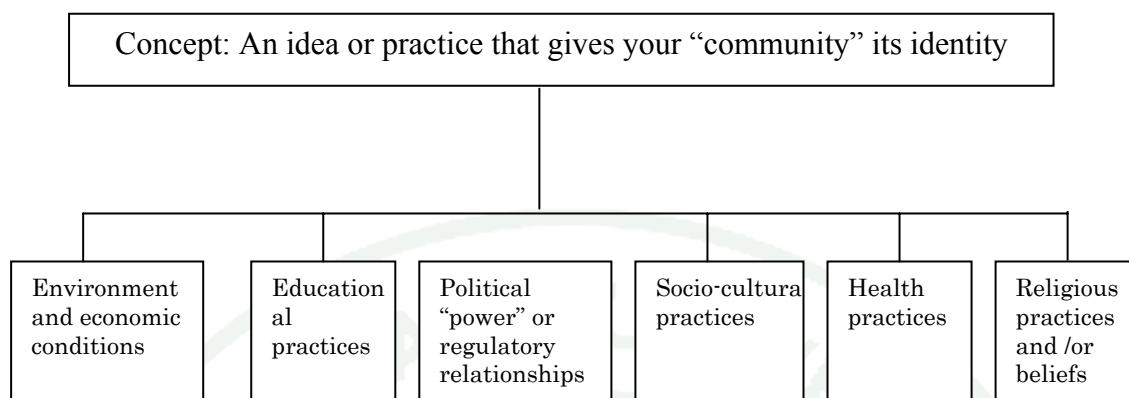 Concept: An idea or practice that gives your “community” its identity
Environment
and economic
conditions
Education
al
practices
Political
“power” or
regulatory
relationships
Socio-cultura
practices
Health
practices
Religious
practices
and /or
beliefs